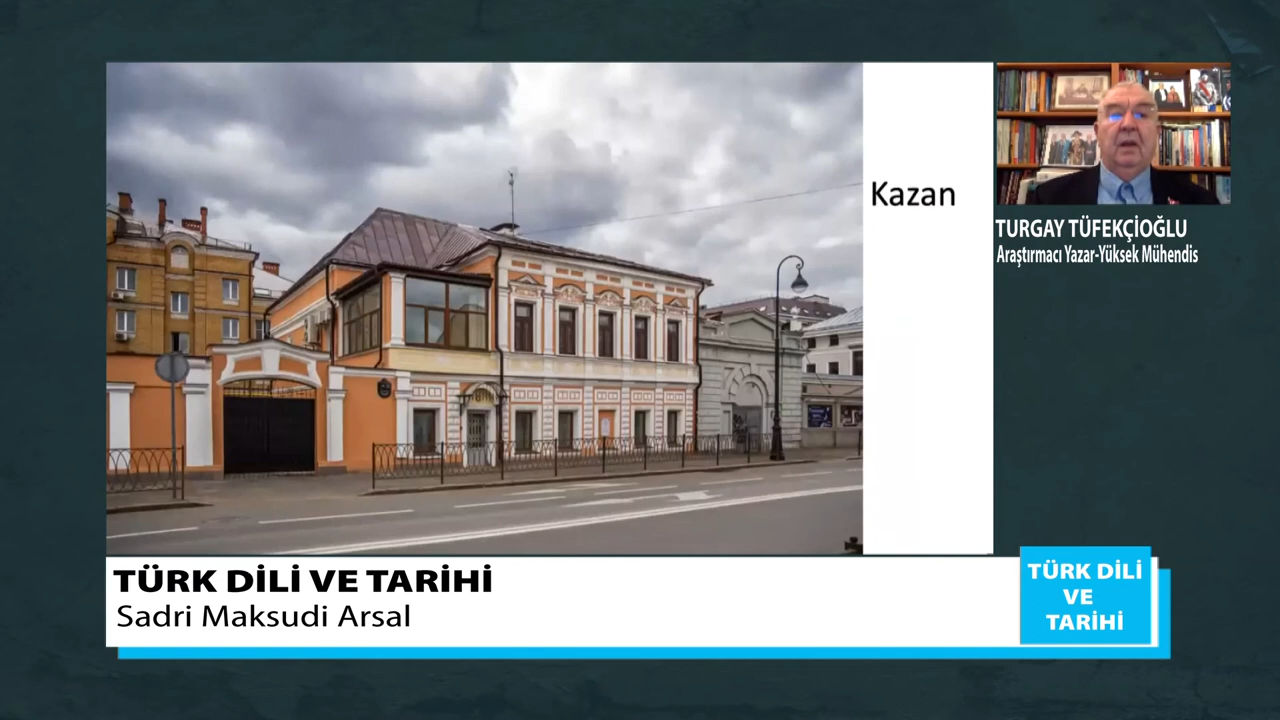 Kazan
TURGAY TÜFEKÇİOĞLU
Araştırmacı Yazar-Yüksek Mühendis
TÜRK DİLİ VE TARİHİ
Sadri Maksudi Arsal
TÜRK DİLİ
VE
TARİHİ